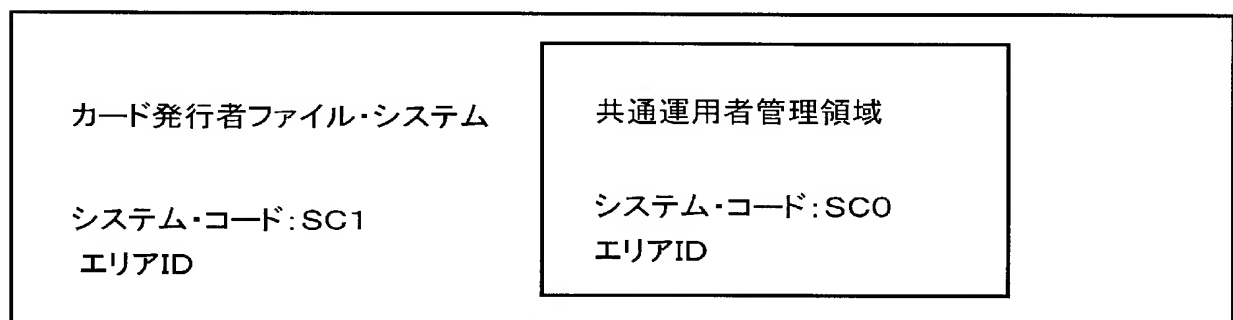 カード発行者ファイル・システム
システム・コード:SC1
エリアID
共通運用者管理領域
システム・コード:SC0
エリアID